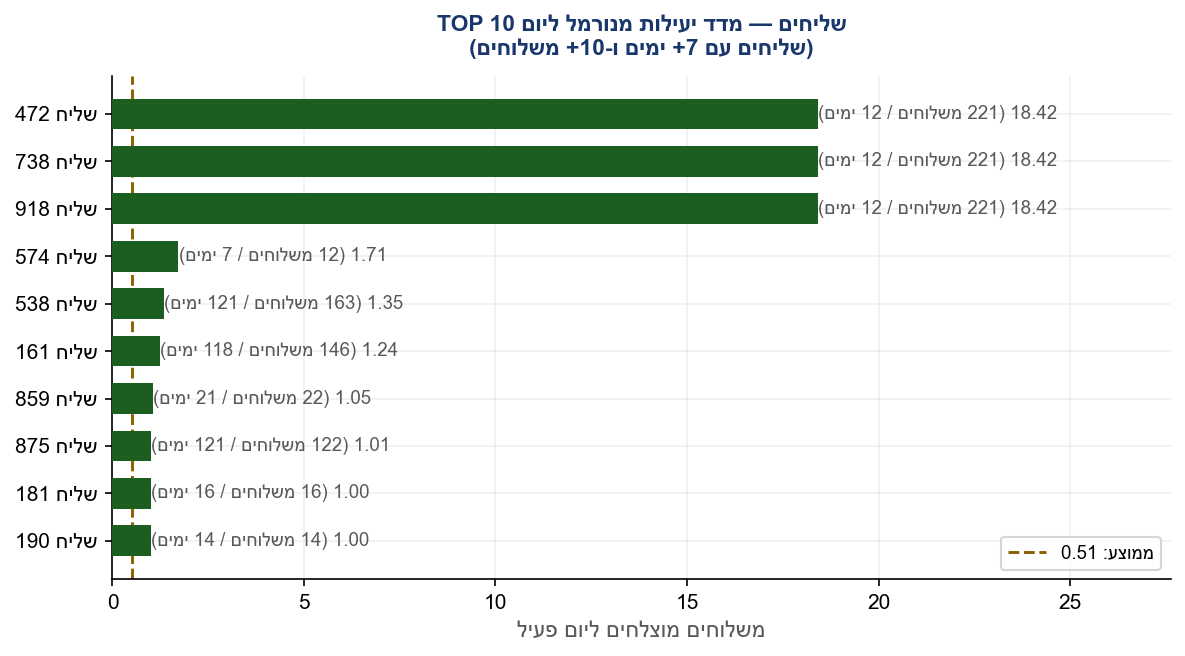 TOP 10 שליחים — מדד יעילות מנורמל ליום
(שליחים עם 7+ ימים ו-10+ משלוחים)
שליח 472
18.42 (221 משלוחים / 12 ימים)
שליח 738
18.42 (221 משלוחים / 12 ימים)
שליח 918
18.42 (221 משלוחים / 12 ימים)
שליח 574
1.71 (12 משלוחים / 7 ימים)
שליח 538
1.35 (163 משלוחים / 121 ימים)
שליח 161
1.24 (146 משלוחים / 118 ימים)
שליח 859
1.05 (22 משלוחים / 21 ימים)
שליח 875
1.01 (122 משלוחים / 121 ימים)
שליח 181
1.00 (16 משלוחים / 16 ימים)
שליח 190
1.00 (14 משלוחים / 14 ימים)
ממוצע: 0.51
0 5 10 15 20 25
משלוחים מוצלחים ליום פעיל